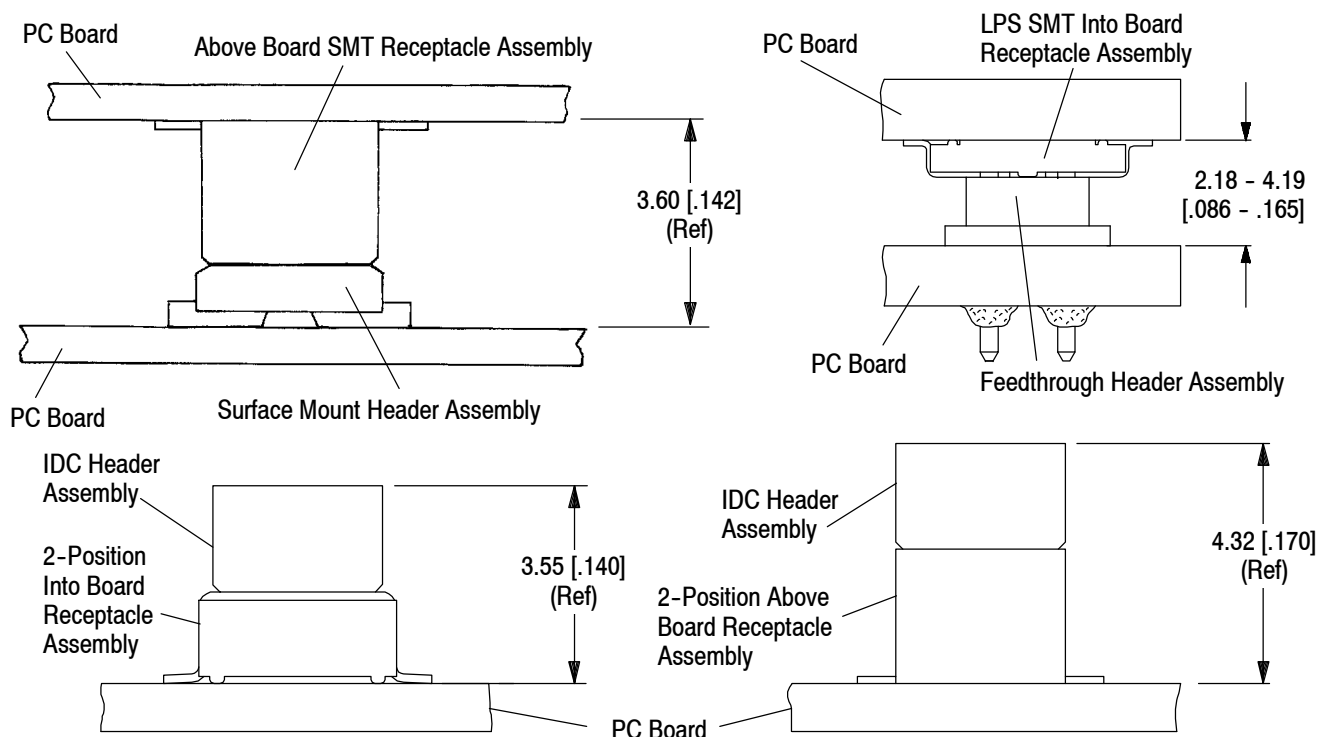 PC Board
Above Board SMT Receptacle Assembly
3.60 [.142]
(Ref)
PC Board
Surface Mount Header Assembly
PC Board
LPS SMT Into Board
Receptacle Assembly
2.18 - 4.19
[.086 - .165]
PC Board
Feedthrough Header Assembly
IDC Header
Assembly
2-Position
Into Board
Receptacle
Assembly
3.55 [.140]
(Ref)
IDC Header
Assembly
2-Position Above
Board Receptacle
Assembly
4.32 [.170]
(Ref)
PC Board